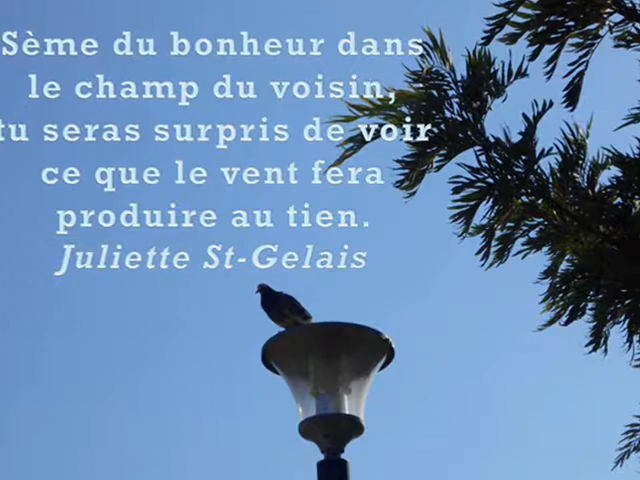 Sème du bonheur dans
le champ du voisin,
tu seras surpris de voir
ce que le vent fera
produire au tien.
Juliette St-Gelais